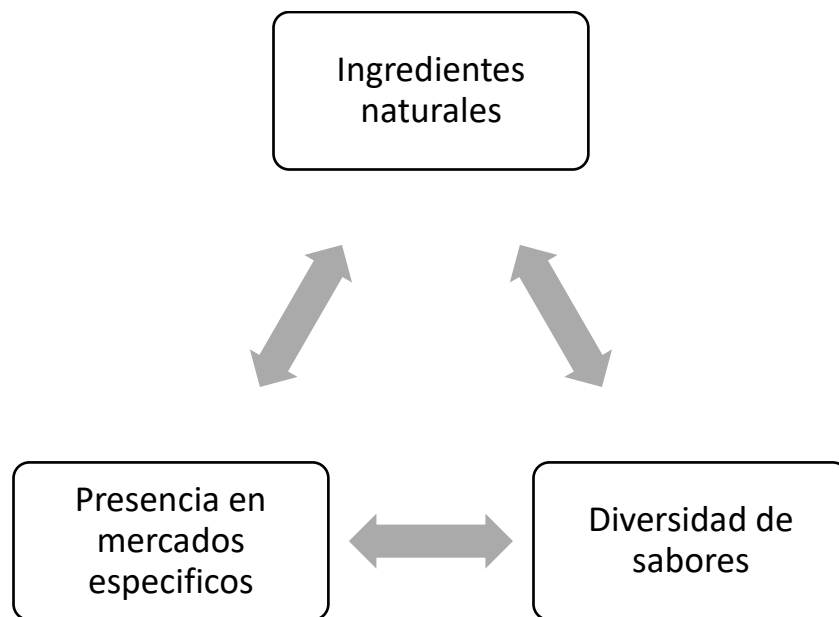 Ingredientes
naturales
Presencia en
mercados
especificos
Diversidad de
sabores